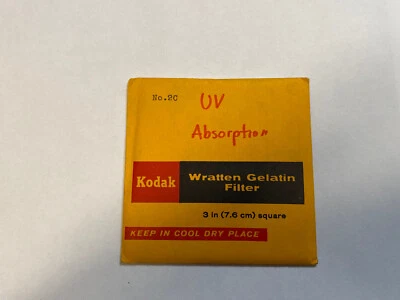 No.2C
UV
Absorption
Kodak
Wratten Gelatin
Filter
3 in (7.6 cm) square
KEEP IN COOL DRY PLACE